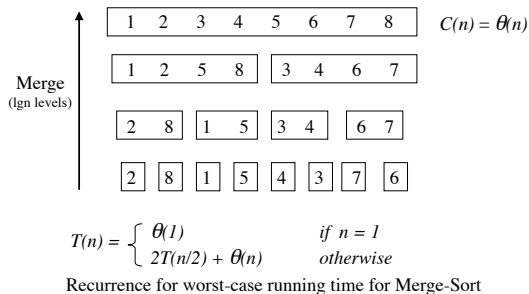 1 2 3 4 5 6 7 8 C(n) = θ(n)
1 2 5 8 3 4 6 7
Merge
(lgn levels)
2 8 1 5 3 4 6 7
2 8 1 5 4 3 7 6
T(n) = { θ(1) if n = 1
2T(n/2) + θ(n) otherwise
Recurrence for worst-case running time for Merge-Sort